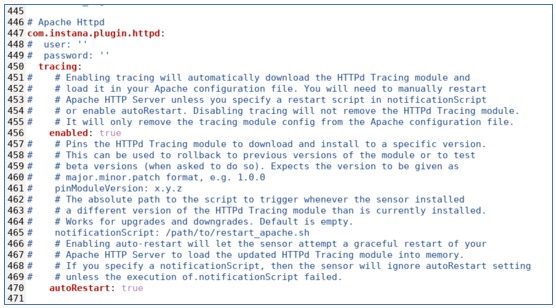 445
446 # Apache Httpd
447 com.instana.plugin.httpd:
448 #  user: ''
449 #  password: ''
450   tracing:
451 #    # Enabling tracing will automatically download the HTTPd Tracing module and
452 #    # load it in your Apache configuration file. You will need to manually restart
453 #    # Apache HTTP Server unless you specify a restart script in notificationScript
454 #    # or enable autoRestart. Disabling tracing will not remove the HTTPd Tracing module.
455 #    # It will only remove the tracing module config from the Apache configuration file.
456     enabled: true
457 #    # Pins the HTTPd Tracing module to download and install to a specific version.
458 #    # This can be used to rollback to previous versions of the module or to test
459 #    # beta versions (when asked to do so). Expects the version to be given as
460 #    # major.minor.patch format, e.g. 1.0.0
461 #    pinModuleVersion: x.y.z
462 #    # The absolute path to the script to trigger whenever the sensor installed
463 #    # a different version of the HTTPd Tracing module than is currently installed.
464 #    # Works for upgrades and downgrades. Default is empty.
465 #    notificationScript: /path/to/restart_apache.sh
466 #    # Enabling auto-restart will let the sensor attempt a graceful restart of your
467 #    # Apache HTTP Server to load the updated HTTPd Tracing module into memory.
468 #    # If you specify a notificationScript, then the sensor will ignore autoRestart setting
469 #    # unless the execution of.notificationScript failed.
470     autoRestart: true
471